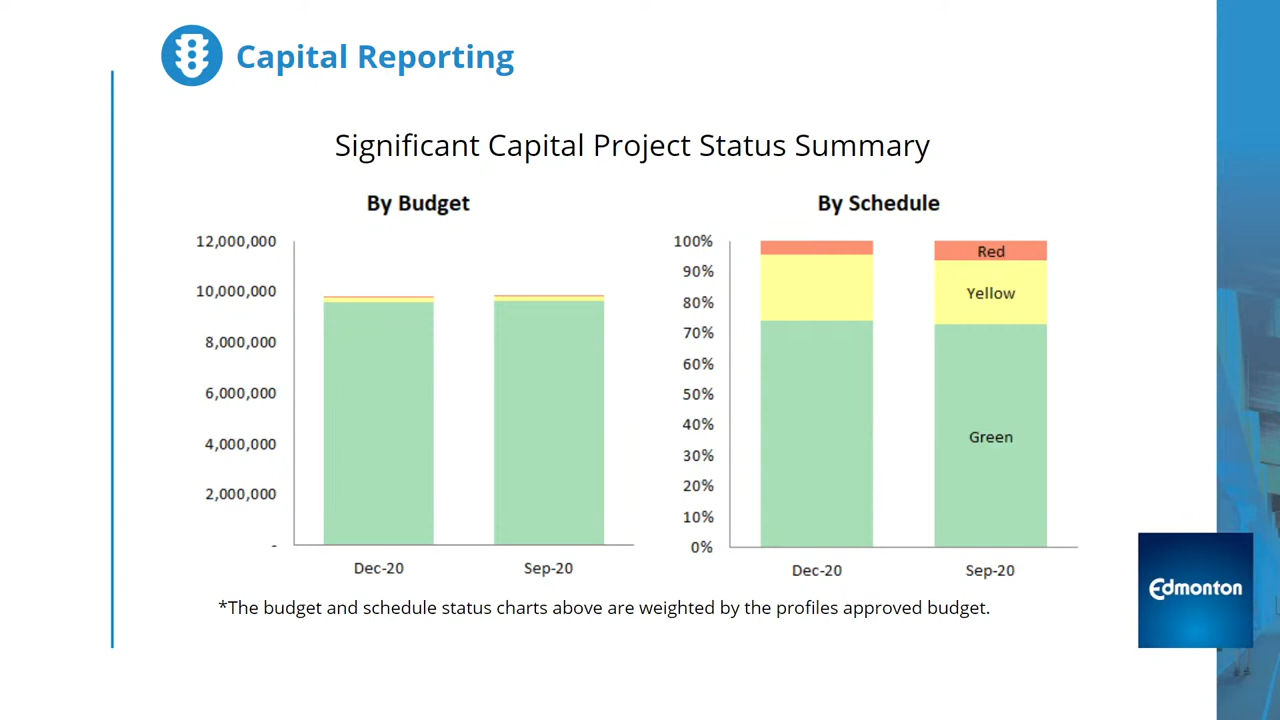 Capital Reporting
Significant Capital Project Status Summary
By Budget
12,000,000
10,000,000
8,000,000
6,000,000
4,000,000
2,000,000
-
Dec-20
Sep-20
By Schedule
100%
90%
80%
70%
60%
50%
40%
30%
20%
10%
0%
Red
Yellow
Green
Dec-20
Sep-20
*The budget and schedule status charts above are weighted by the profiles approved budget.
Edmonton